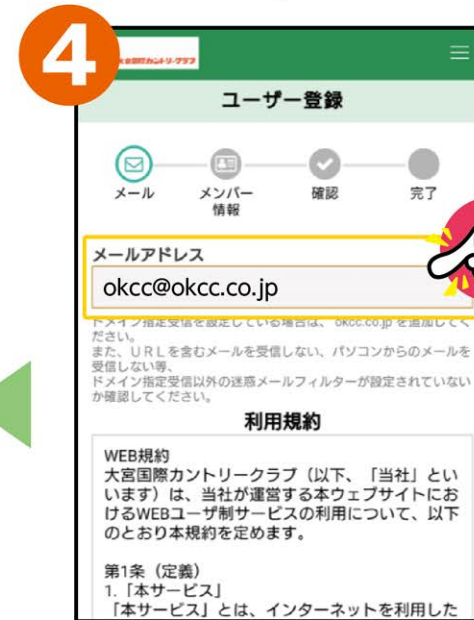 4
大宮国際カントリークラブ
ユーザー登録
メール
メンバー
情報
確認
完了
メールアドレス
okcc@okcc.co.jp
ドメイン指定受信を設定している場合は、okcc.co.jp を追加してく
ださい。
また、ＵＲＬを含むメールを受信しない、パソコンからのメールを
受信しない等、
ドメイン指定受信以外の迷惑メールフィルターが設定されていない
か確認してください。
利用規約
WEB規約
大宮国際カントリークラブ（以下、「当社」とい
います）は、当社が運営する本ウェブサイトにお
けるWEBユーザ制サービスの利用について、以下
のとおり本規約を定めます。
第1条（定義）
1.「本サービス」
「本サービス」とは、インターネットを利用した